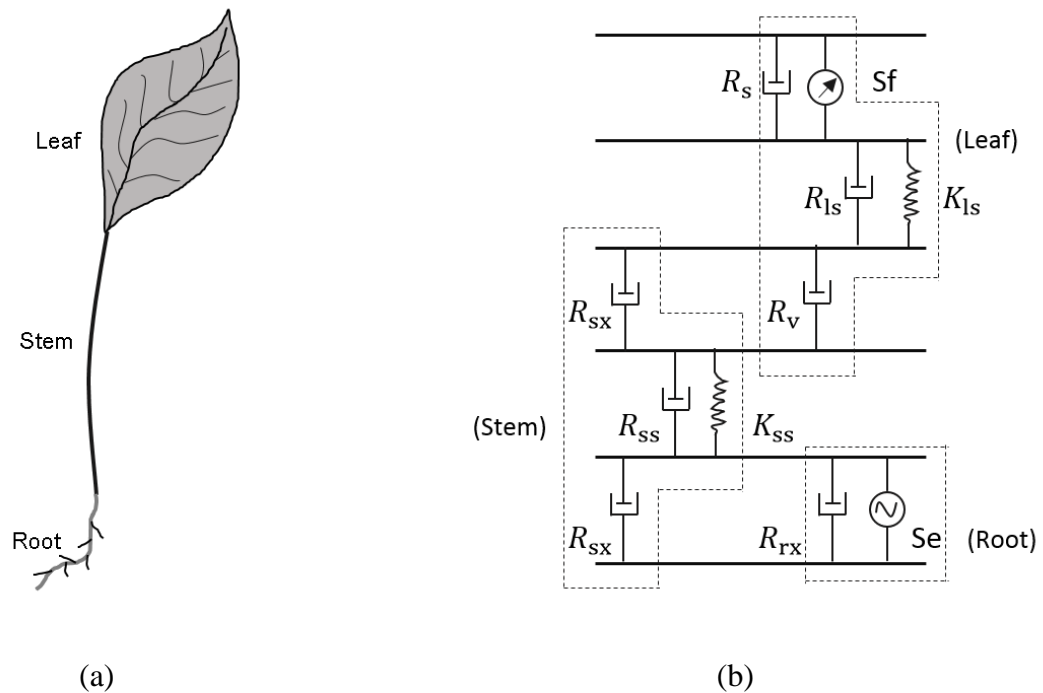 Leaf
Stem
Root
(a)
R_s Sf
(Leaf)
R_ls K_ls
R_sx R_v
(Stem) R_ss K_ss
R_sx R_rx Se (Root)
(b)